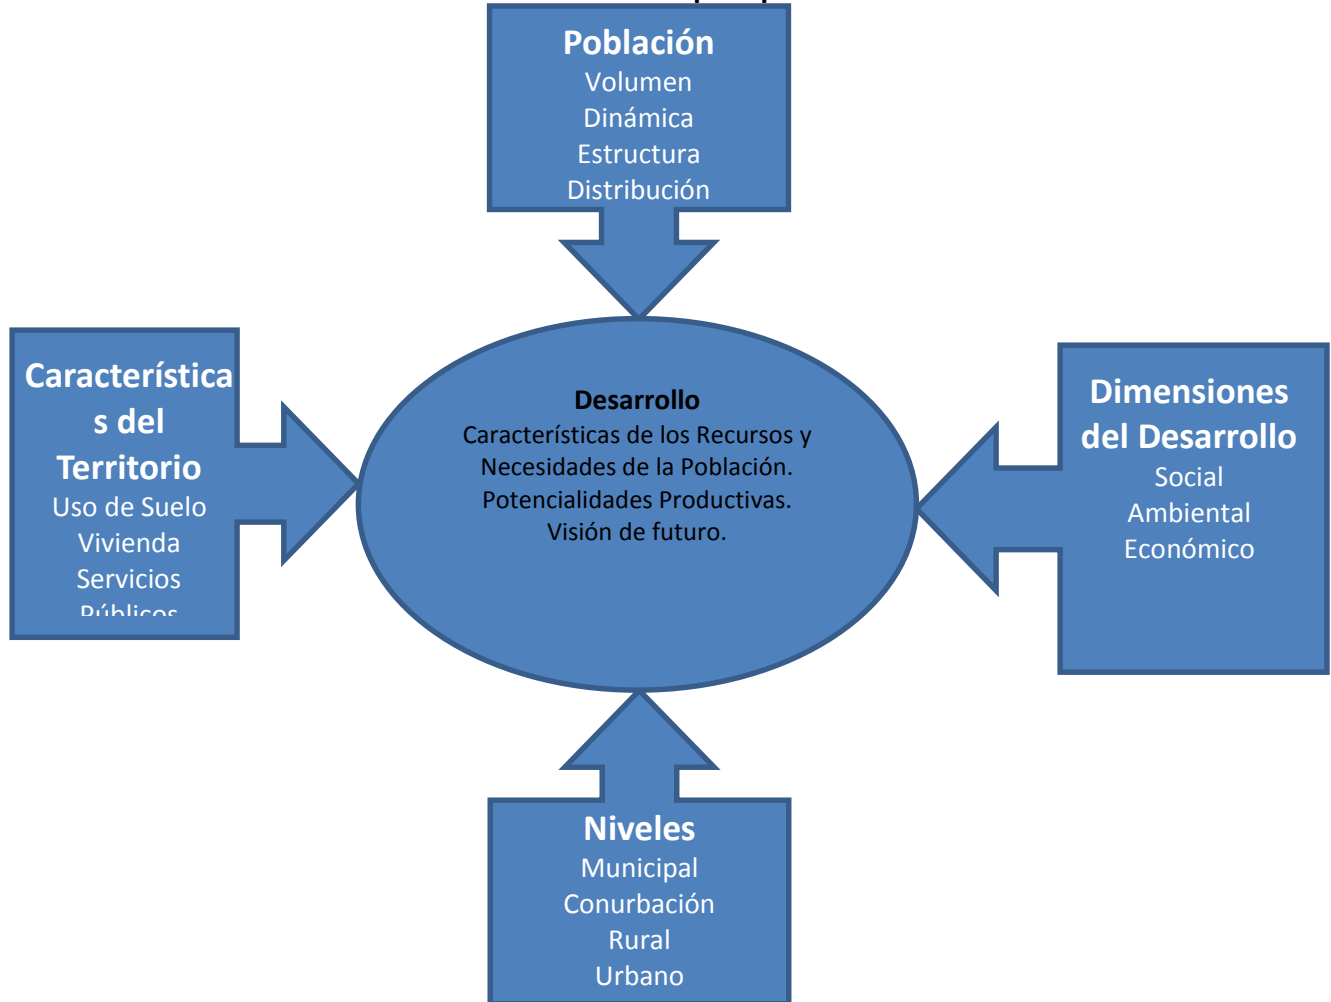 Población
Volumen
Dinámica
Estructura
Distribución
Característica
s del
Territorio
Uso de Suelo
Vivienda
Servicios
Públicos
Desarrollo
Características de los Recursos y
Necesidades de la Población.
Potencialidades Productivas.
Visión de futuro.
Dimensiones
del Desarrollo
Social
Ambiental
Económico
Niveles
Municipal
Conurbación
Rural
Urbano